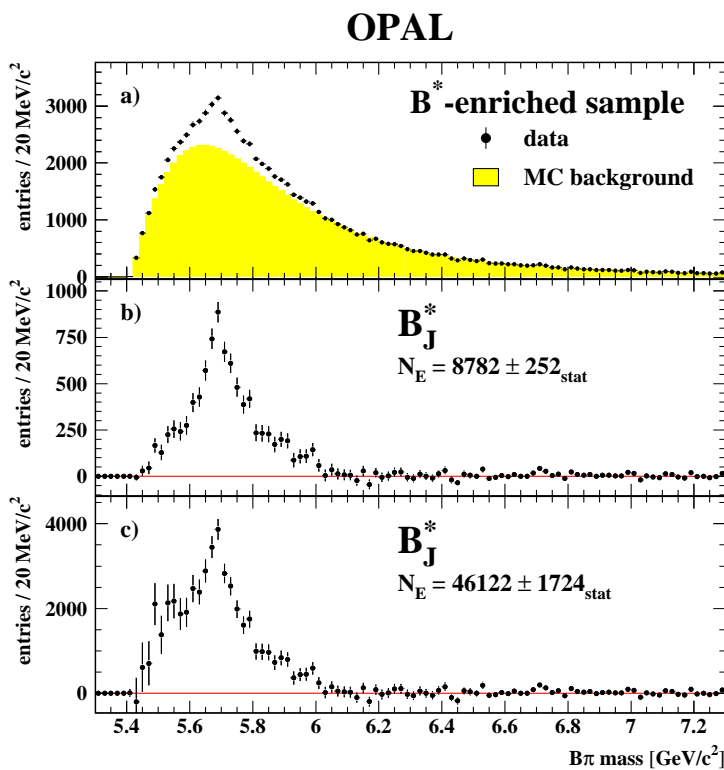 OPAL
entries / 20 MeV/c²
3000
2000
1000
0
a)
B*-enriched sample
data
MC background
entries / 20 MeV/c²
1000
750
500
250
0
b)
B*J
N_E = 8782 ± 252stat
entries / 20 MeV/c²
4000
2000
0
c)
B*J
N_E = 46122 ± 1724stat
5.4 5.6 5.8 6 6.2 6.4 6.6 6.8 7 7.2
Bπ mass [GeV/c²]